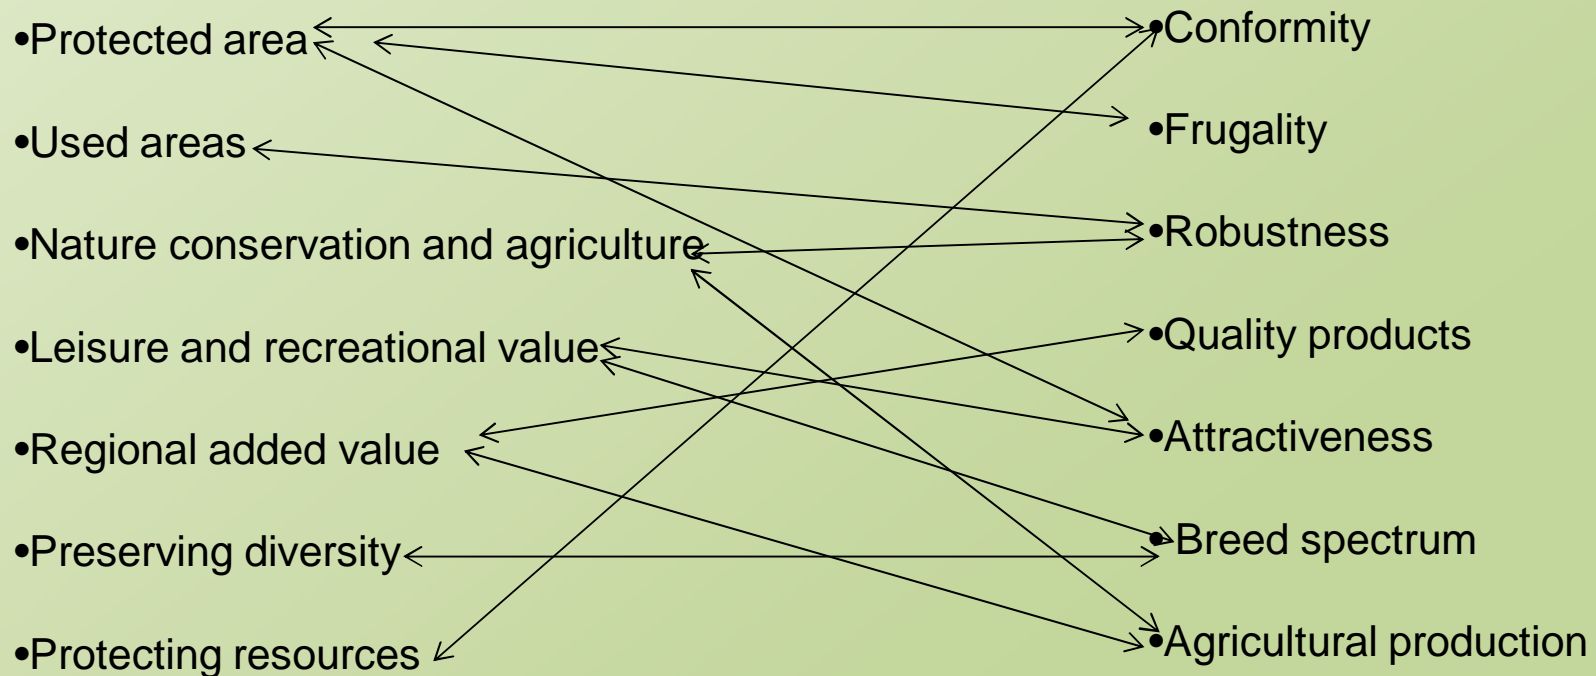 •Protected area
•Used areas
•Nature conservation and agriculture
•Leisure and recreational value
•Regional added value
•Preserving diversity
•Protecting resources
•Conformity
•Frugality
•Robustness
•Quality products
•Attractiveness
•Breed spectrum
•Agricultural production